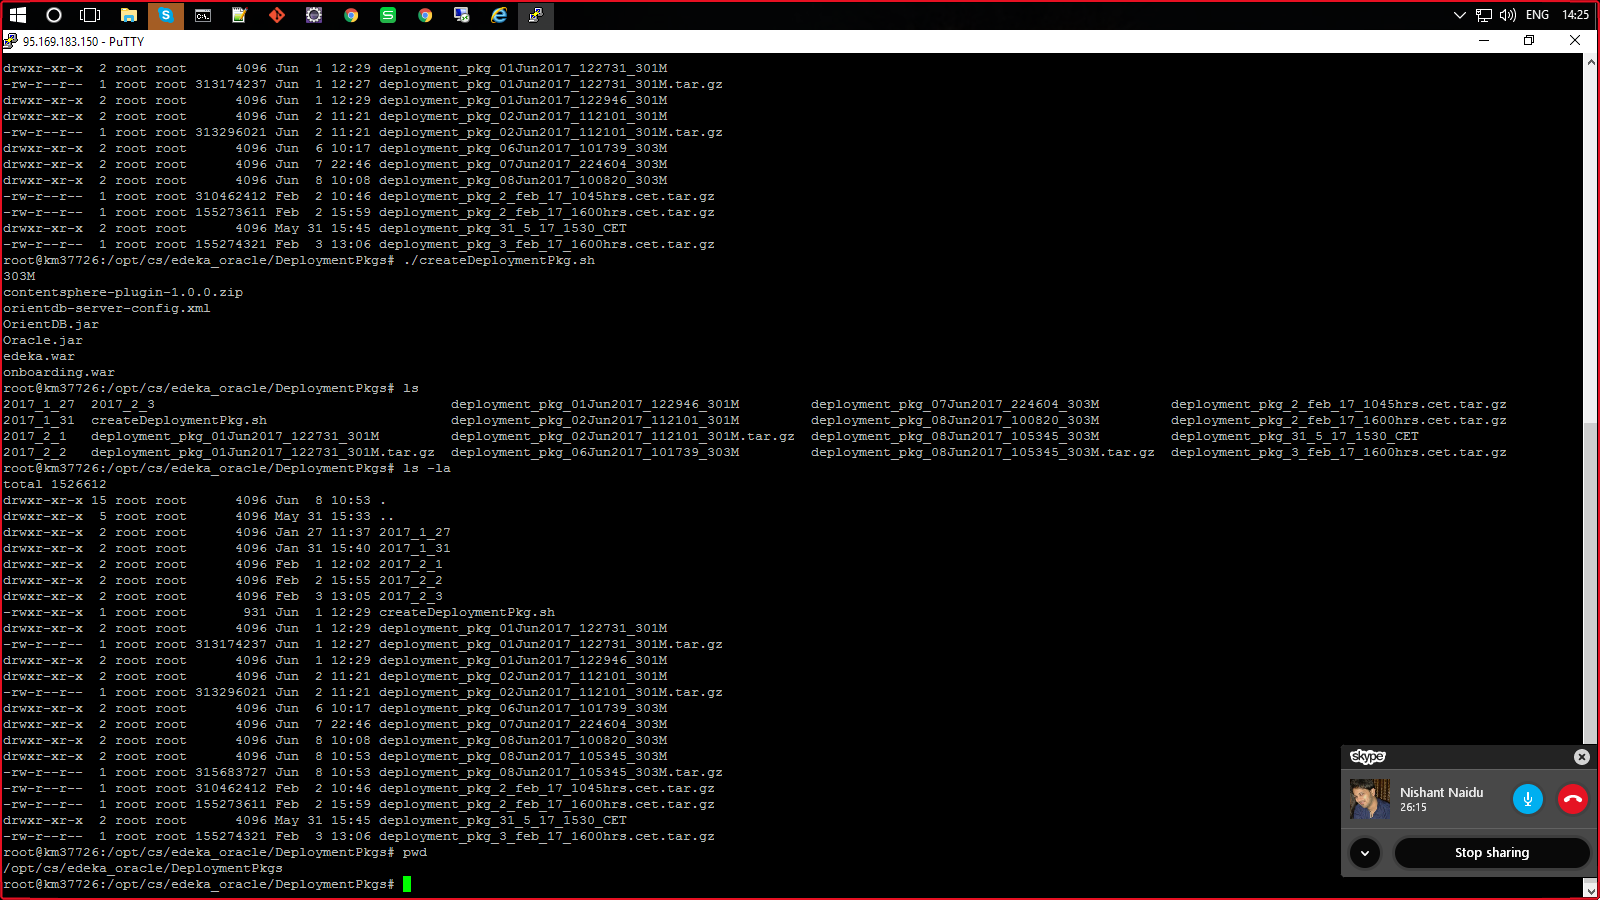 ENG 14:25
95.169.183.150 - PuTTY
drwxr-xr-x  2 root root      4096 Jun  1 12:29 deployment_pkg_01Jun2017_122731_301M
-rw-r--r--  1 root root 313174237 Jun  1 12:27 deployment_pkg_01Jun2017_122731_301M.tar.gz
drwxr-xr-x  2 root root      4096 Jun  1 12:29 deployment_pkg_01Jun2017_122946_301M
drwxr-xr-x  2 root root      4096 Jun  2 11:21 deployment_pkg_02Jun2017_112101_301M
-rw-r--r--  1 root root 313296021 Jun  2 11:21 deployment_pkg_02Jun2017_112101_301M.tar.gz
drwxr-xr-x  2 root root      4096 Jun  6 10:17 deployment_pkg_06Jun2017_101739_303M
drwxr-xr-x  2 root root      4096 Jun  7 22:46 deployment_pkg_07Jun2017_224604_303M
drwxr-xr-x  2 root root      4096 Jun  8 10:08 deployment_pkg_08Jun2017_100820_303M
-rw-r--r--  1 root root 310462412 Feb  2 10:46 deployment_pkg_2_feb_17_1045hrs.cet.tar.gz
-rw-r--r--  1 root root 155273611 Feb  2 15:59 deployment_pkg_2_feb_17_1600hrs.cet.tar.gz
drwxr-xr-x  2 root root      4096 May 31 15:45 deployment_pkg_31_5_17_1530_CET
-rw-r--r--  1 root root 155274321 Feb  3 13:06 deployment_pkg_3_feb_17_1600hrs.cet.tar.gz
root@km37726:/opt/cs/edeka_oracle/DeploymentPkgs# ./createDeploymentPkg.sh
303M
contentsphere-plugin-1.0.0.zip
orientdb-server-config.xml
OrientDB.jar
Oracle.jar
edeka.war
onboarding.war
root@km37726:/opt/cs/edeka_oracle/DeploymentPkgs# ls
2017_1_27  2017_2_3                                     deployment_pkg_01Jun2017_122946_301M         deployment_pkg_07Jun2017_224604_303M         deployment_pkg_2_feb_17_1045hrs.cet.tar.gz
2017_1_31  createDeploymentPkg.sh                       deployment_pkg_02Jun2017_112101_301M         deployment_pkg_08Jun2017_100820_303M         deployment_pkg_2_feb_17_1600hrs.cet.tar.gz
2017_2_1   deployment_pkg_01Jun2017_122731_301M         deployment_pkg_02Jun2017_112101_301M.tar.gz  deployment_pkg_08Jun2017_105345_303M         deployment_pkg_31_5_17_1530_CET
2017_2_2   deployment_pkg_01Jun2017_122731_301M.tar.gz  deployment_pkg_06Jun2017_101739_303M         deployment_pkg_08Jun2017_105345_303M.tar.gz  deployment_pkg_3_feb_17_1600hrs.cet.tar.gz
root@km37726:/opt/cs/edeka_oracle/DeploymentPkgs# ls -la
total 1526612
drwxr-xr-x 15 root root      4096 Jun  8 10:53 .
drwxr-xr-x  5 root root      4096 May 31 15:33 ..
drwxr-xr-x  2 root root      4096 Jan 27 11:37 2017_1_27
drwxr-xr-x  2 root root      4096 Jan 31 15:40 2017_1_31
drwxr-xr-x  2 root root      4096 Feb  1 12:02 2017_2_1
drwxr-xr-x  2 root root      4096 Feb  2 15:55 2017_2_2
drwxr-xr-x  2 root root      4096 Feb  3 13:05 2017_2_3
-rwxr-xr-x  1 root root       931 Jun  1 12:29 createDeploymentPkg.sh
drwxr-xr-x  2 root root      4096 Jun  1 12:29 deployment_pkg_01Jun2017_122731_301M
-rw-r--r--  1 root root 313174237 Jun  1 12:27 deployment_pkg_01Jun2017_122731_301M.tar.gz
drwxr-xr-x  2 root root      4096 Jun  1 12:29 deployment_pkg_01Jun2017_122946_301M
drwxr-xr-x  2 root root      4096 Jun  2 11:21 deployment_pkg_02Jun2017_112101_301M
-rw-r--r--  1 root root 313296021 Jun  2 11:21 deployment_pkg_02Jun2017_112101_301M.tar.gz
drwxr-xr-x  2 root root      4096 Jun  6 10:17 deployment_pkg_06Jun2017_101739_303M
drwxr-xr-x  2 root root      4096 Jun  7 22:46 deployment_pkg_07Jun2017_224604_303M
drwxr-xr-x  2 root root      4096 Jun  8 10:08 deployment_pkg_08Jun2017_100820_303M
drwxr-xr-x  2 root root      4096 Jun  8 10:53 deployment_pkg_08Jun2017_105345_303M
-rw-r--r--  1 root root 315683727 Jun  8 10:53 deployment_pkg_08Jun2017_105345_303M.tar.gz
-rw-r--r--  1 root root 310462412 Feb  2 10:46 deployment_pkg_2_feb_17_1045hrs.cet.tar.gz
-rw-r--r--  1 root root 155273611 Feb  2 15:59 deployment_pkg_2_feb_17_1600hrs.cet.tar.gz
drwxr-xr-x  2 root root      4096 May 31 15:45 deployment_pkg_31_5_17_1530_CET
-rw-r--r--  1 root root 155274321 Feb  3 13:06 deployment_pkg_3_feb_17_1600hrs.cet.tar.gz
root@km37726:/opt/cs/edeka_oracle/DeploymentPkgs# pwd
/opt/cs/edeka_oracle/DeploymentPkgs
root@km37726:/opt/cs/edeka_oracle/DeploymentPkgs#
skype
Nishant Naidu
26:15
Stop sharing